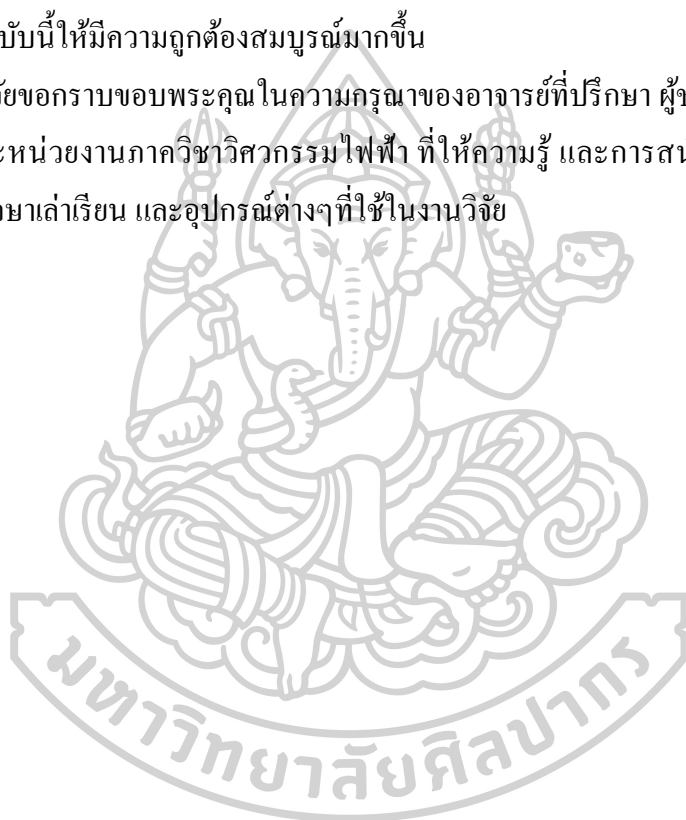 บับนี้ให้มีความถูกต้องสมบูรณ์มากขึ้น
ัยขอกราบขอบพระคุณในความกรุณาของอาจารย์ที่ปรึกษา ผู้
ะหน่วยงานภาควิชาวิศวกรรมไฟฟ้า ที่ให้ความรู้ และการสน
ษาเล่าเรียน และอุปกรณ์ต่างๆที่ใช้ในงานวิจัย
มหาวิทยาลัยศิลปากร